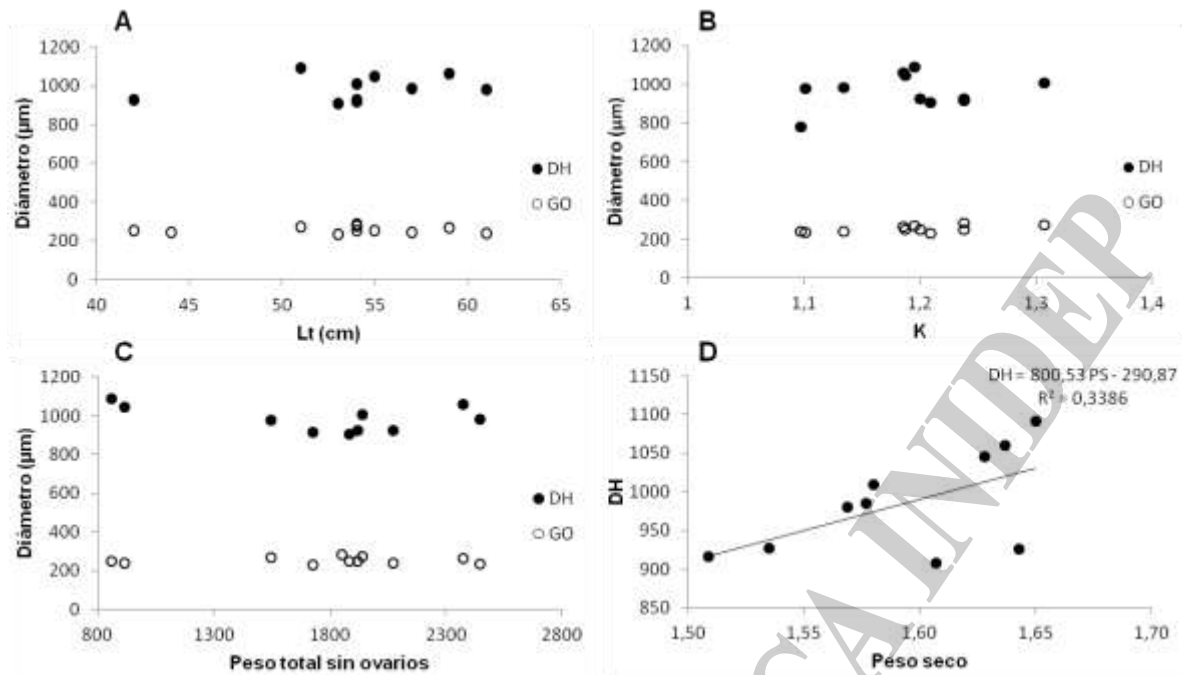 A
1200
1000
800
600
400
200
0
Diámetro (µm)
40 45 50 55 60 65
Lt (cm)
DH
GO
B
1200
1000
800
600
400
200
0
Diámetro (µm)
1 1,1 1,2 1,3 1,4
K
DH
GO
C
1200
1000
800
600
400
200
0
Diámetro (µm)
800 1300 1800 2300 2800
Peso total sin ovarios
DH
GO
D
DH = 800,53 PS - 290,87
R² = 0,3386
1150
1100
1050
1000
950
900
850
DH
1,50 1,55 1,60 1,65 1,70
Peso seco
CA INIDEP